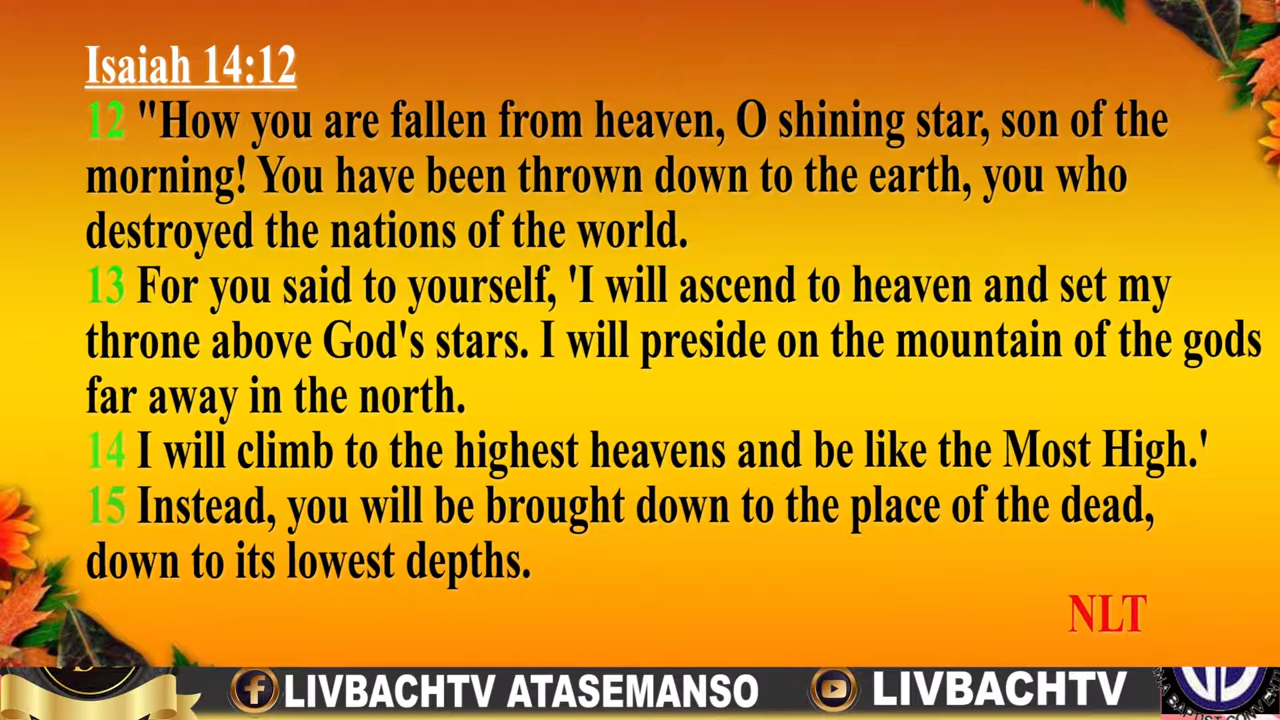 Isaiah 14:12
12 "How you are fallen from heaven, O shining star, son of the
morning! You have been thrown down to the earth, you who
destroyed the nations of the world.
13 For you said to yourself, 'I will ascend to heaven and set my
throne above God's stars. I will preside on the mountain of the gods
far away in the north.
14 I will climb to the highest heavens and be like the Most High.'
15 Instead, you will be brought down to the place of the dead,
down to its lowest depths.
NLT
LIVBACHTV ATASEMANSO
LIVBACHTV
BAPTIST